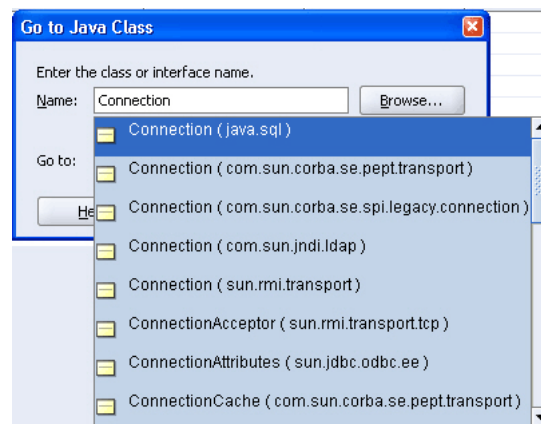 Go to Java Class
Enter the class or interface name.
Name: Connection Browse...
Connection ( java.sql )
Go to:
Connection ( com.sun.corba.se.pept.transport )
He
Connection ( com.sun.corba.se.spi.legacy.connection )
Connection ( com.sun.jndi.ldap )
Connection ( sun.rmi.transport )
ConnectionAcceptor ( sun.rmi.transport.tcp )
ConnectionAttributes ( sun.jdbc.odbc.ee )
ConnectionCache ( com.sun.corba.se.pept.transport )